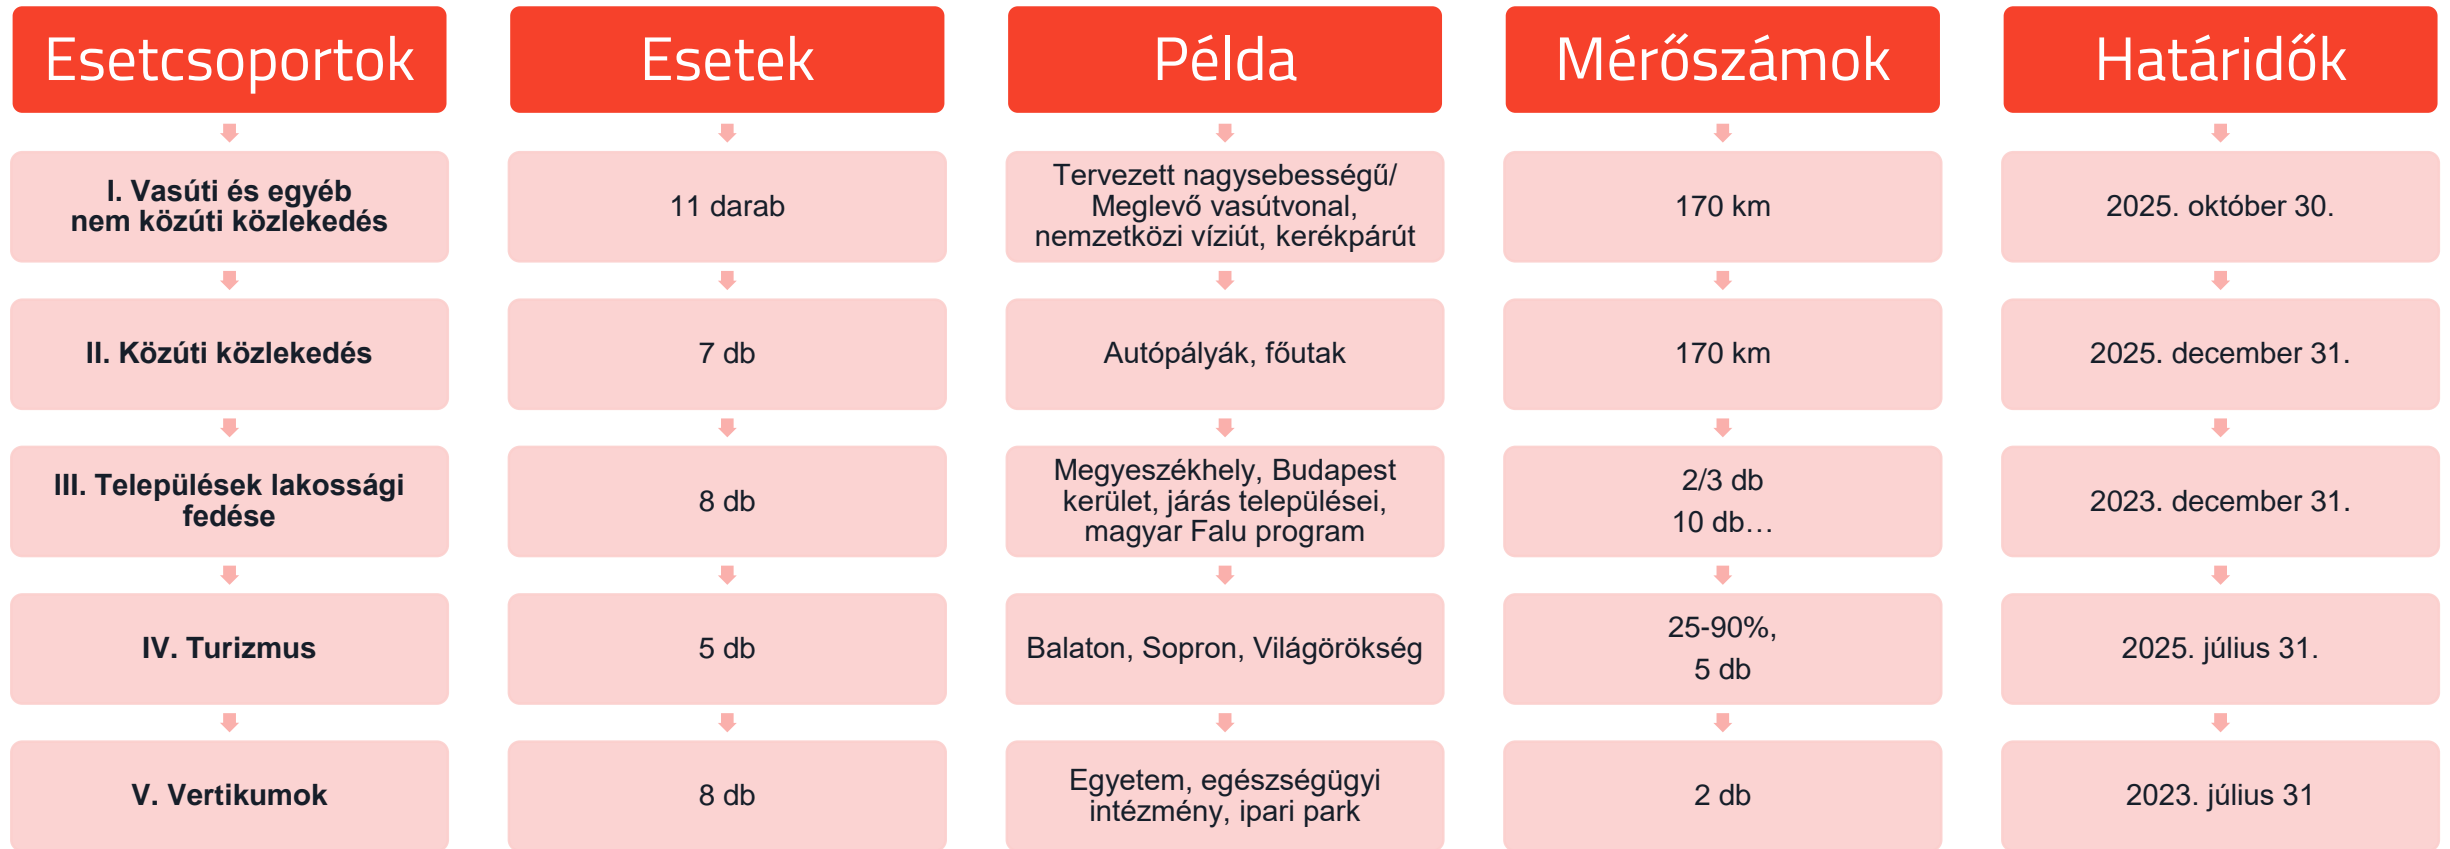 Esetcsoportok
Esetek
Példa
Mérőszámok
Határidők
I. Vasúti és egyéb
nem közúti közlekedés
11 darab
Tervezett nagysebességű/
Meglevő vasútvonal,
nemzetközi víziút, kerékpárút
170 km
2025. október 30.
II. Közúti közlekedés
7 db
Autópályák, főutak
170 km
2025. december 31.
III. Települések lakossági
fedése
8 db
Megyeszékhely, Budapest
kerület, járás települései,
magyar Falu program
2/3 db
10 db…
2023. december 31.
IV. Turizmus
5 db
Balaton, Sopron, Világörökség
25-90%,
5 db
2025. július 31.
V. Vertikumok
8 db
Egyetem, egészségügyi
intézmény, ipari park
2 db
2023. július 31